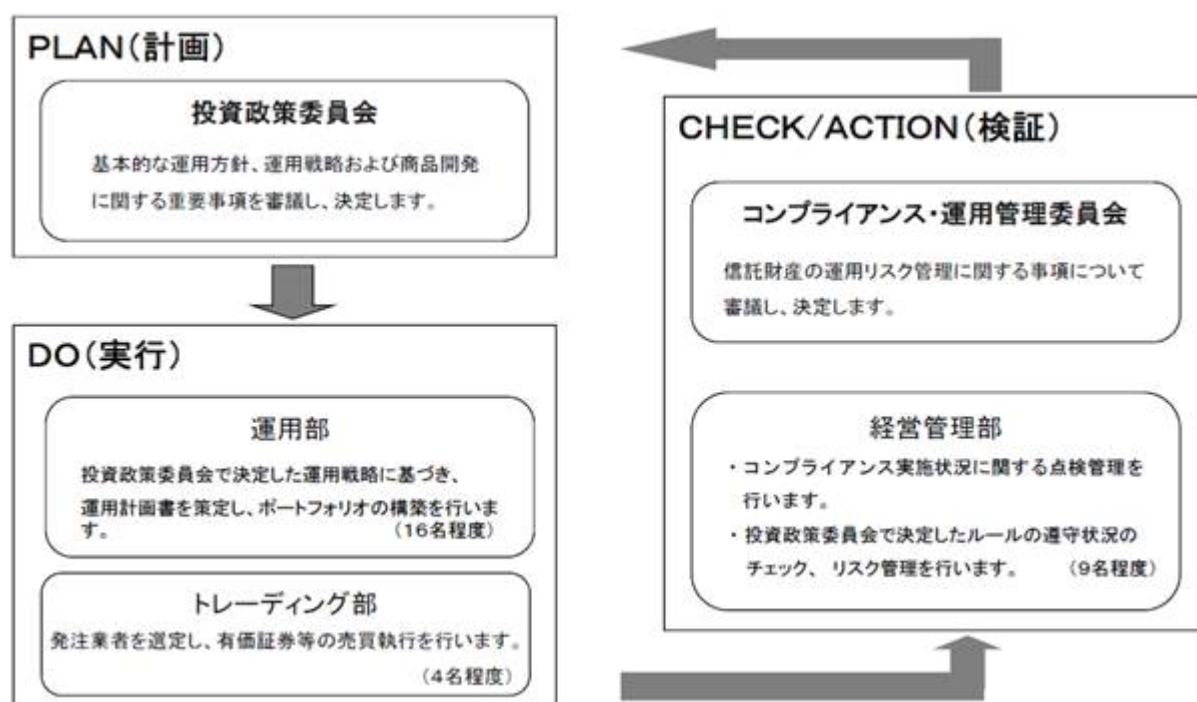 PLAN(計画)
投資政策委員会
基本的な運用方針、運用戦略および商品開発
に関する重要事項を審議し、決定します。
DO(実行)
運用部
投資政策委員会で決定した運用戦略に基づき、
運用計画書を策定し、ポートフォリオの構築を行いま
す。 (16名程度)
トレーディング部
発注業者を選定し、有価証券等の売買執行を行います。
(4名程度)
CHECK/ACTION(検証)
コンプライアンス・運用管理委員会
信託財産の運用リスク管理に関する事項について
審議し、決定します。
経営管理部
・コンプライアンス実施状況に関する点検管理を
行います。
・投資政策委員会で決定したルールの遵守状況の
チェック、 リスク管理を行います。 (9名程度)